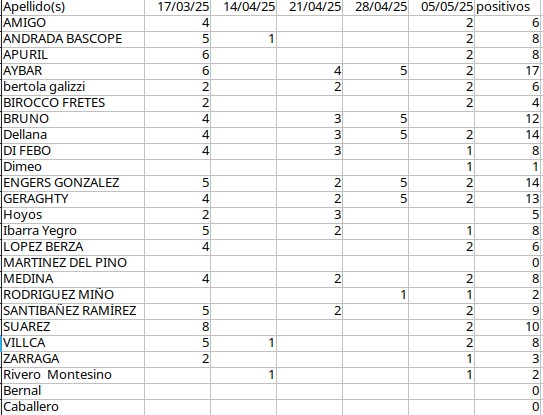 Apellido(s) 17/03/25 14/04/25 21/04/25 28/04/25 05/05/25 positivos
AMIGO 4 2 6
ANDRADA BASCOPE 5 1 2 8
APURIL 6 2 8
AYBAR 6 4 5 2 17
bertola galizzi 2 2 2 6
BIROCCO FRETES 2 2 4
BRUNO 4 3 5 12
Dellana 4 3 5 2 14
DI FEBO 4 3 1 8
Dimeo 1 1
ENGERS GONZALEZ 5 2 5 2 14
GERAGHTY 4 2 5 2 13
Hoyos 2 3 5
Ibarra Yegro 5 2 1 8
LOPEZ BERZA 4 2 6
MARTINEZ DEL PINO 0
MEDINA 4 2 2 8
RODRIGUEZ MIÑO 1 1 2
SANTIBAÑEZ RAMÍREZ 5 2 2 9
SUAREZ 8 2 10
VILLCA 5 1 2 8
ZARRAGA 2 1 3
Rivero Montesino 1 1 2
Bernal 0
Caballero 0